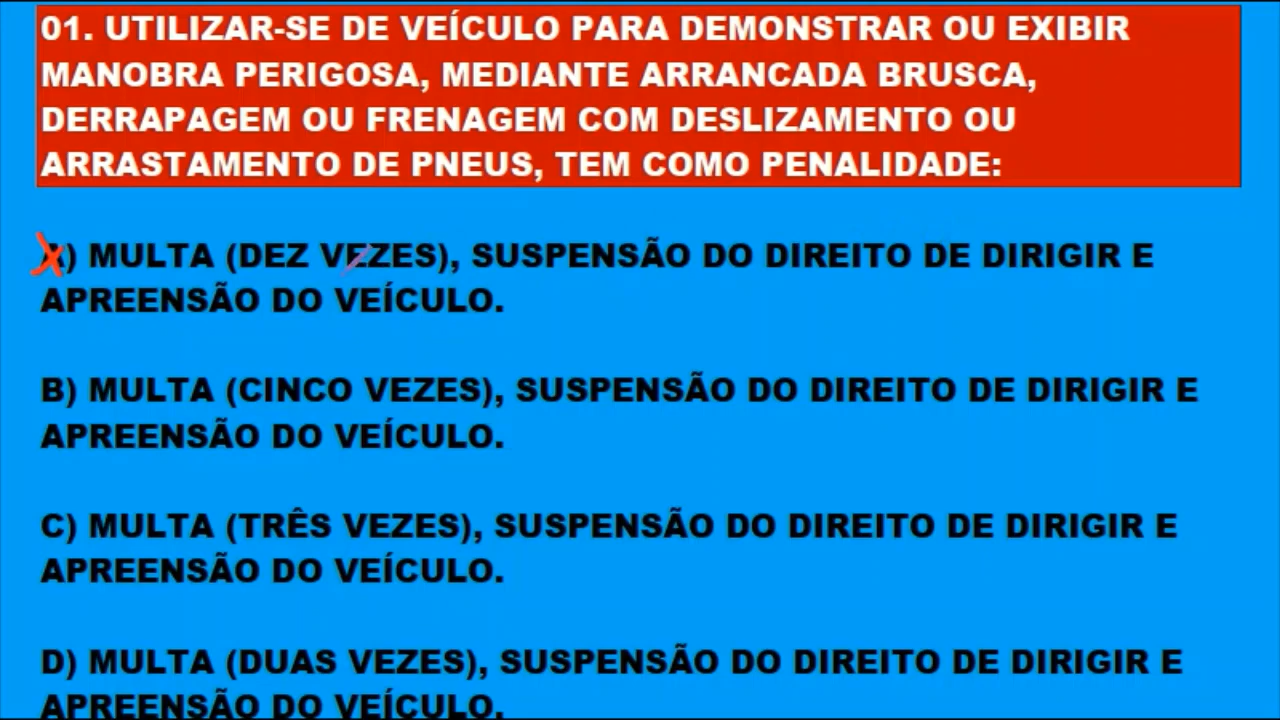 01. UTILIZAR-SE DE VEÍCULO PARA DEMONSTRAR OU EXIBIR
MANOBRA PERIGOSA, MEDIANTE ARRANCADA BRUSCA,
DERRAPAGEM OU FRENAGEM COM DESLIZAMENTO OU
ARRASTAMENTO DE PNEUS, TEM COMO PENALIDADE:
A) MULTA (DEZ VEZES), SUSPENSÃO DO DIREITO DE DIRIGIR E
APREENSÃO DO VEÍCULO.
B) MULTA (CINCO VEZES), SUSPENSÃO DO DIREITO DE DIRIGIR E
APREENSÃO DO VEÍCULO.
C) MULTA (TRÊS VEZES), SUSPENSÃO DO DIREITO DE DIRIGIR E
APREENSÃO DO VEÍCULO.
D) MULTA (DUAS VEZES), SUSPENSÃO DO DIREITO DE DIRIGIR E
APREENSÃO DO VEÍCULO.